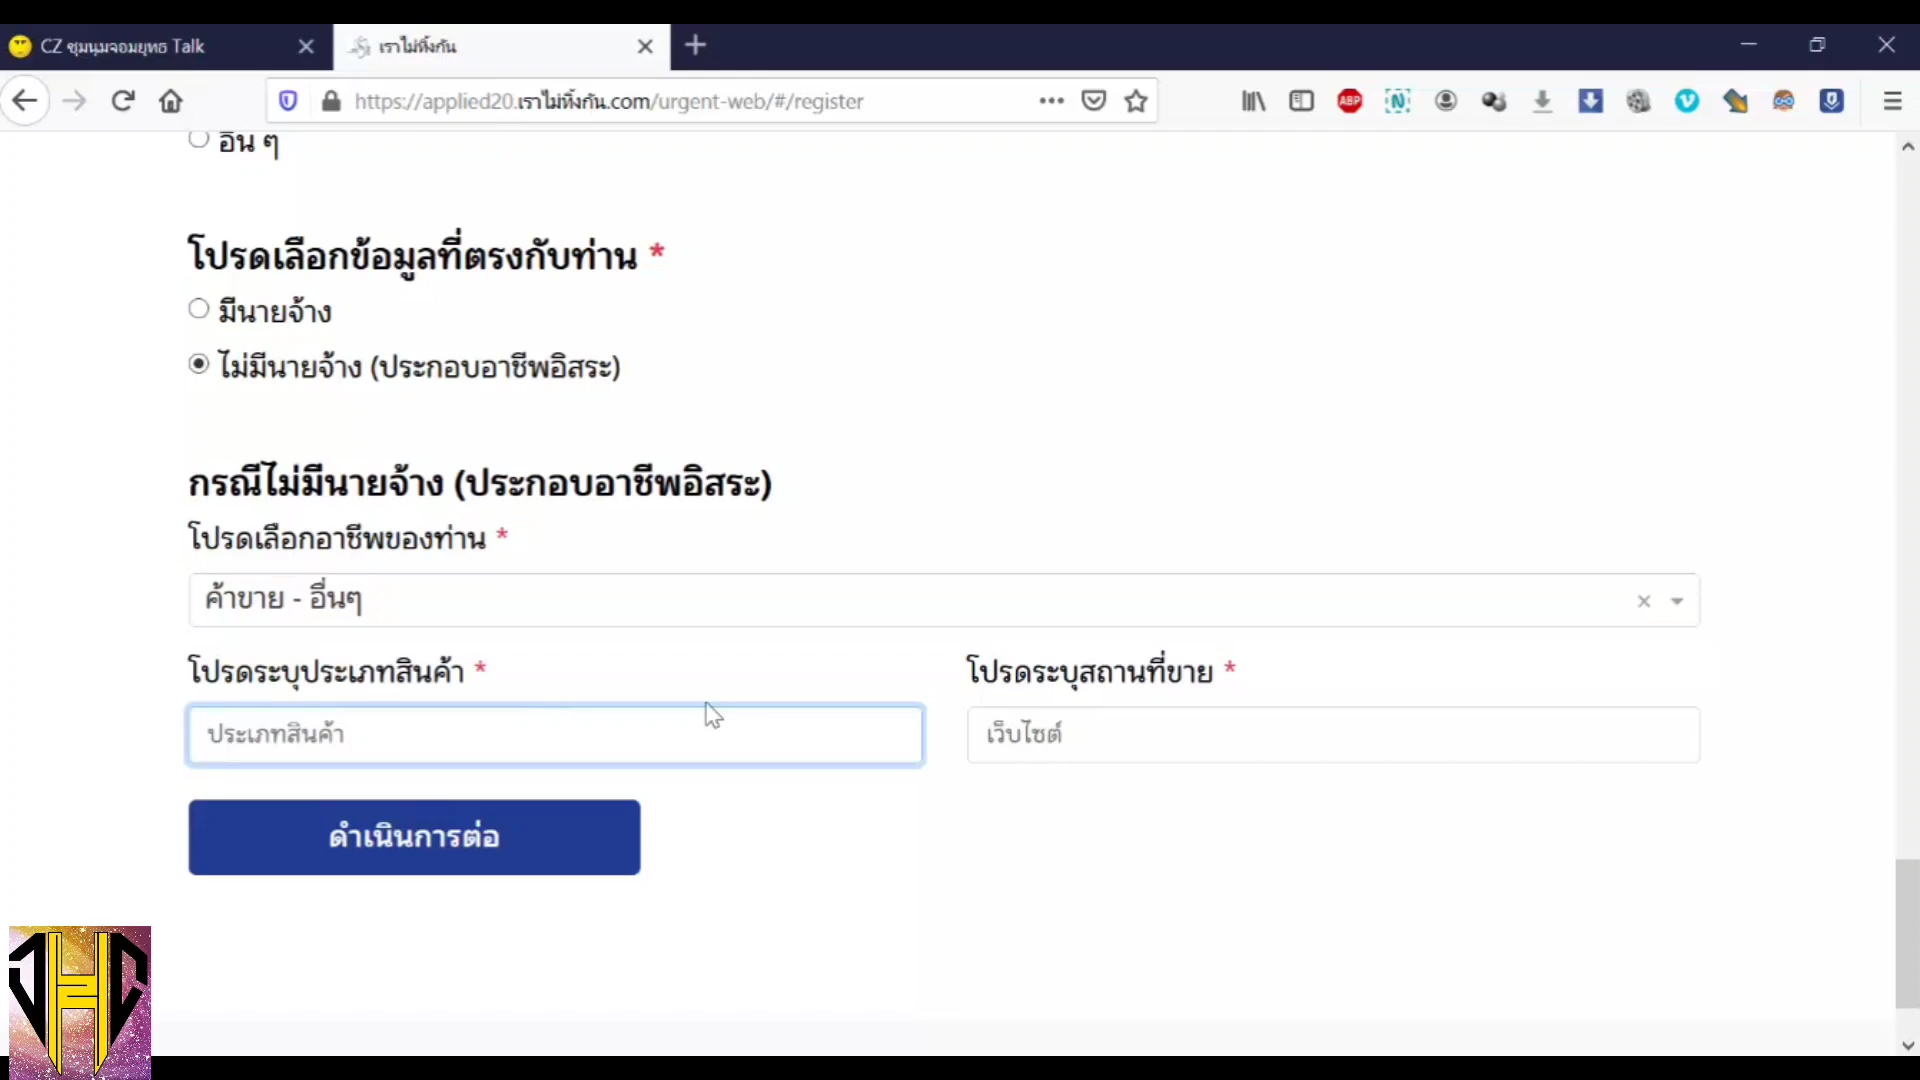 CZ ชุมนุมจอมยุทธ Talk
เราไม่ทิ้งกัน
https://applied20.เราไม่ทิ้งกัน.com/urgent-web/#/register
ABP
อื่น ๆ
โปรดเลือกข้อมูลที่ตรงกับท่าน *
มีนายจ้าง
ไม่มีนายจ้าง (ประกอบอาชีพอิสระ)
กรณีไม่มีนายจ้าง (ประกอบอาชีพอิสระ)
โปรดเลือกอาชีพของท่าน *
ค้าขาย - อื่นๆ
โปรดระบุประเภทสินค้า * โปรดระบุสถานที่ขาย *
ประเภทสินค้า เว็บไซต์
ดำเนินการต่อ